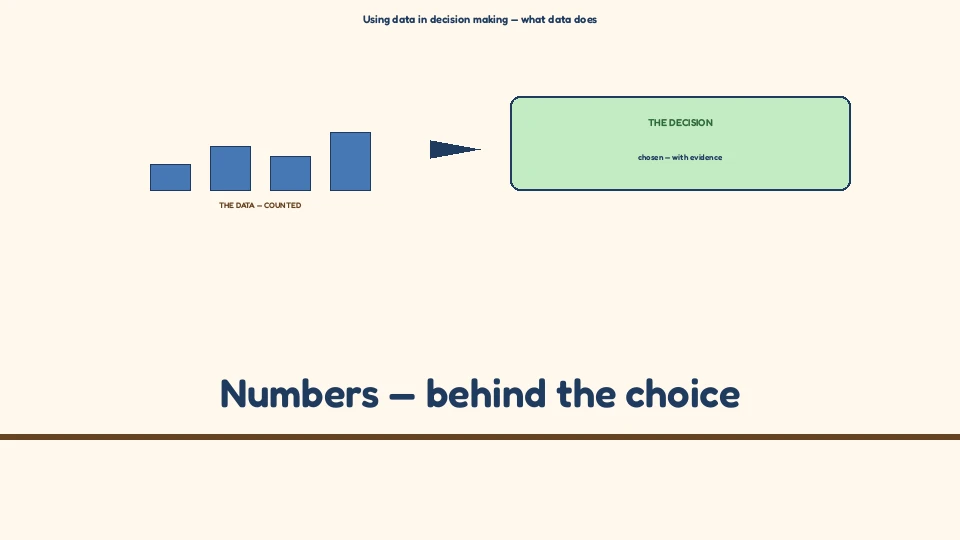 Using data in decision making — what data does
THE DECISION
chosen — with evidence
THE DATA — COUNTED
Numbers — behind the choice